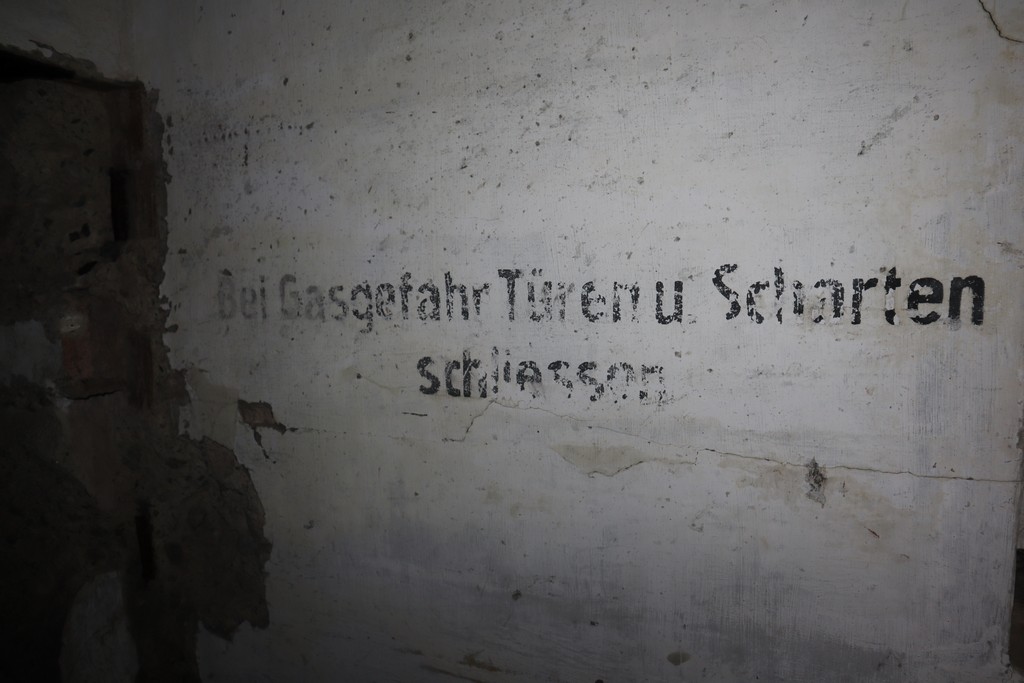 Bei Gasgefahr Türen u. Scharten
schliessen